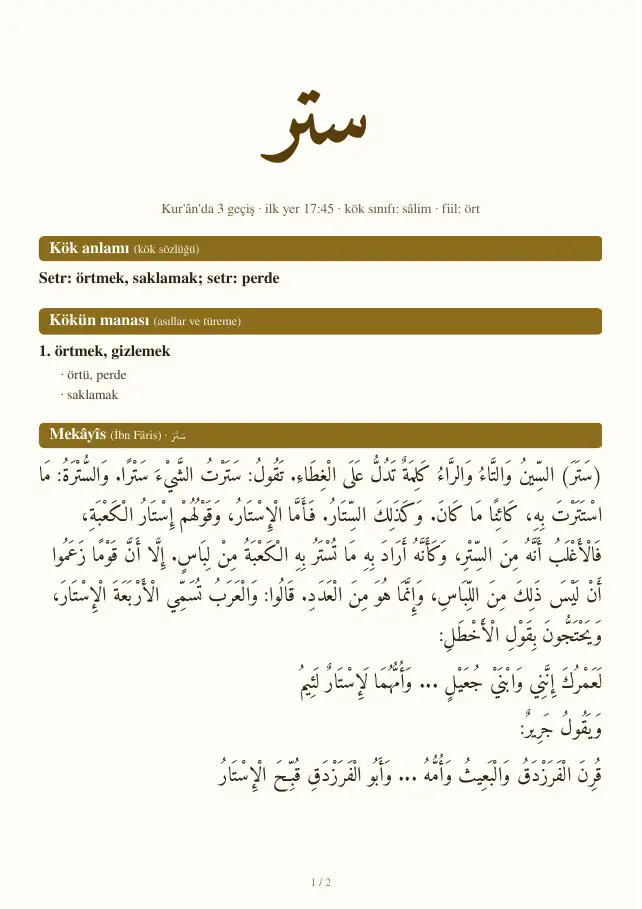 ستر
Kur'ân'da 3 geçiş · ilk yer 17:45 · kök sınıfı: sâlim · fiil: ört
Kök anlamı (kök sözlüğü)
Setr: örtmek, saklamak; setr: perde
Kökün manası (asıllar ve türeme)
1. örtmek, gizlemek
· örtü, perde
· saklamak
Mekâyîs (İbn Fâris) · سَتَرَ
(سَتَرَ) السِّينُ وَالتَّاءُ وَالرَّاءُ كَلِمَةٌ تَدُلُّ عَلَى الْغِطَاءِ. تَقُولُ: سَتَرْتُ الشَّيْءَ سَتْرًا. وَالسُّتْرَةُ: مَا
اسْتَتَرْتَ بِهِ، كَائِنًا مَا كَانَ. وَكَذَلِكَ السِّتَارُ. فَأَمَّا الْإِسْتَارُ، وَقَوْلُهُمْ إِسْتَارُ الْكَعْبَةِ،
فَالْأَغْلَبُ أَنَّهُ مِنَ السِّتْرِ، وَكَأَنَّهُ أَرَادَ بِهِ مَا تُسْتَرُ بِهِ الْكَعْبَةُ مِنْ لِبَاسٍ. إِلَّا أَنَّ قَوْمًا زَعَمُوا
أَنْ لَيْسَ ذَلِكَ مِنَ اللِّبَاسِ، وَإِنَّمَا هُوَ مِنَ الْعَدَدِ. قَالُوا: وَالْعَرَبُ تُسَمِّي الْأَرْبَعَةَ الْإِسْتَارَ،
وَيَحْتَجُّونَ بِقَوْلِ الْأَخْطَلِ:
لَعَمْرُكَ إِنَّنِي وَابْنَيْ جُعَيْلٍ ... وَأُمُّهُمَا لَإِسْتَارٌ لَئِيمُ
وَيَقُولُ جَرِيرٌ:
قُرِنَ الْفَرَزْدَقُ وَالْبَعِيثُ وَأُمُّهُ ... وَأَبُو الْفَرَزْدَقِ قُبِّحَ الْإِسْتَارُ
1 / 2